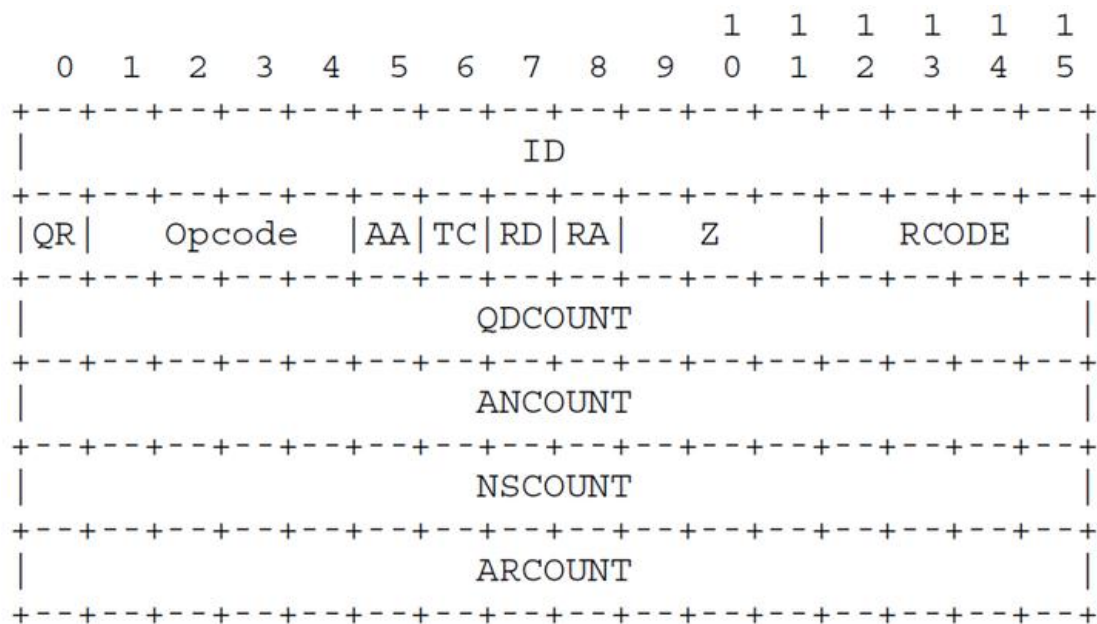 1  1  1  1  1  1
  0  1  2  3  4  5  6  7  8  9  0  1  2  3  4  5
+--+--+--+--+--+--+--+--+--+--+--+--+--+--+--+--+
|                      ID                       |
+--+--+--+--+--+--+--+--+--+--+--+--+--+--+--+--+
|QR|   Opcode  |AA|TC|RD|RA|   Z    |   RCODE   |
+--+--+--+--+--+--+--+--+--+--+--+--+--+--+--+--+
|                    QDCOUNT                    |
+--+--+--+--+--+--+--+--+--+--+--+--+--+--+--+--+
|                    ANCOUNT                    |
+--+--+--+--+--+--+--+--+--+--+--+--+--+--+--+--+
|                    NSCOUNT                    |
+--+--+--+--+--+--+--+--+--+--+--+--+--+--+--+--+
|                    ARCOUNT                    |
+--+--+--+--+--+--+--+--+--+--+--+--+--+--+--+--+